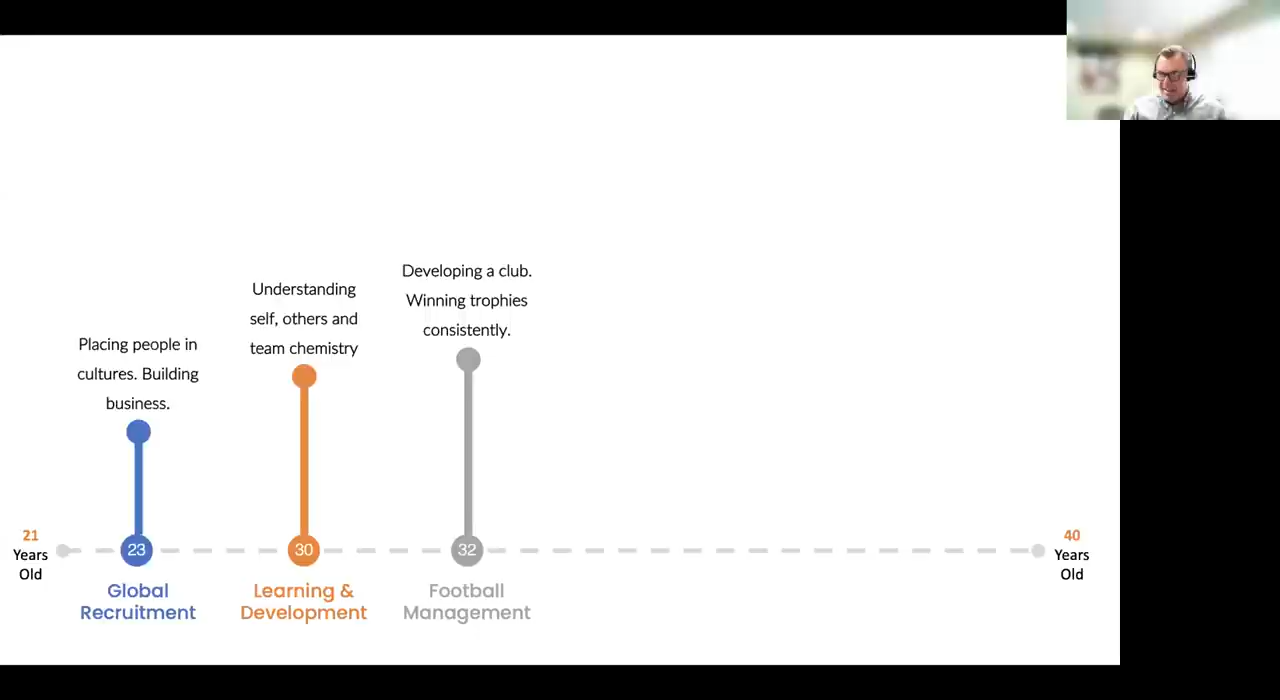 Developing a club.
Winning trophies
consistently.
Understanding
self, others and
team chemistry
Placing people in
cultures. Building
business.
21
Years
Old
23
30
32
40
Years
Old
Global
Recruitment
Learning &
Development
Football
Management